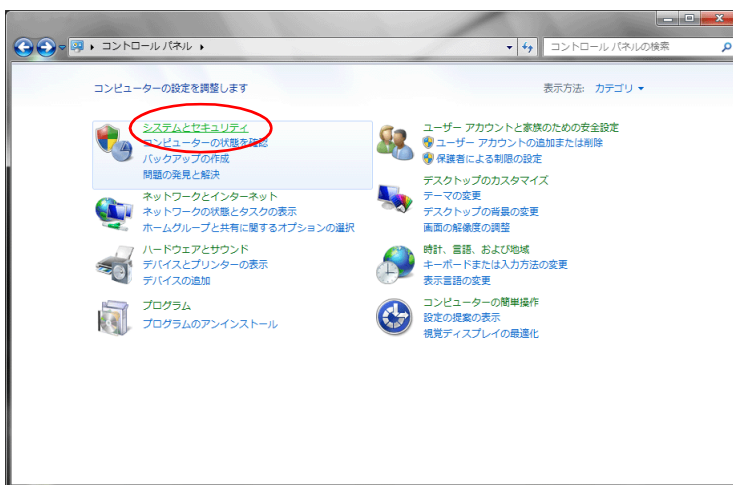 コントロール パネル
コントロール パネルの検索
コンピューターの設定を調整します
表示方法: カテゴリ
システムとセキュリティ
コンピューターの状態を確認
バックアップの作成
問題の発見と解決
ネットワークとインターネット
ネットワークの状態とタスクの表示
ホームグループと共有に関するオプションの選択
ハードウェアとサウンド
デバイスとプリンターの表示
デバイスの追加
プログラム
プログラムのアンインストール
ユーザー アカウントと家族のための安全設定
ユーザー アカウントの追加または削除
保護者による制限の設定
デスクトップのカスタマイズ
テーマの変更
デスクトップの背景の変更
画面の解像度の調整
時計、言語、および地域
キーボードまたは入力方法の変更
表示言語の変更
コンピューターの簡単操作
設定の提案の表示
視覚ディスプレイの最適化